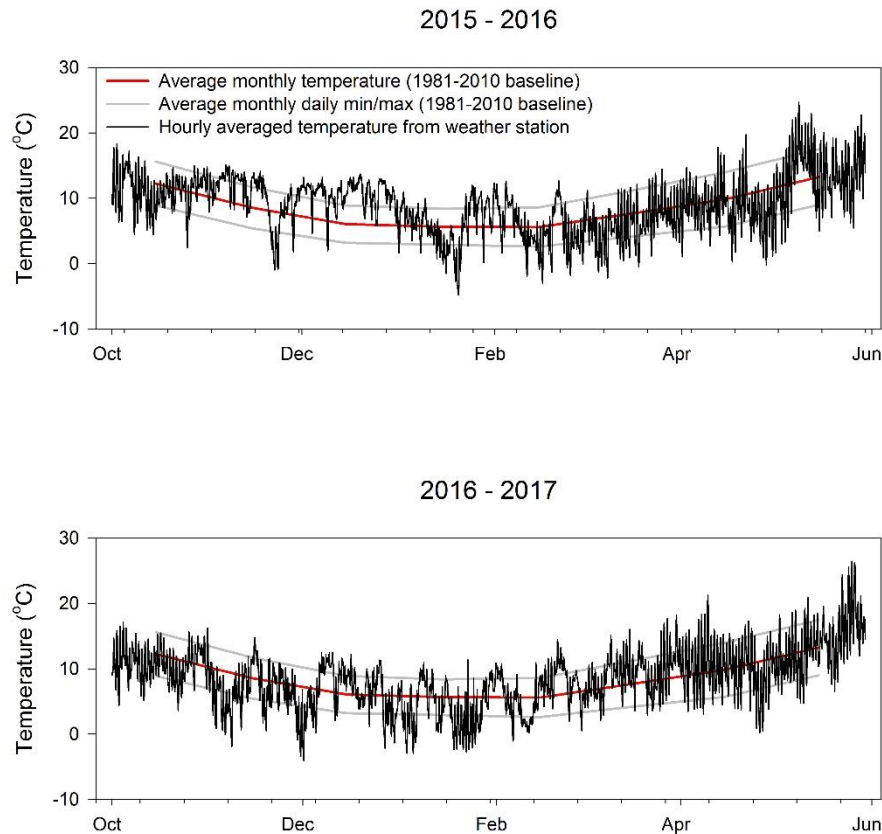 2015 - 2016
30
20
10
0
-10
Temperature (°C)
Average monthly temperature (1981-2010 baseline)
Average monthly daily min/max (1981-2010 baseline)
Hourly averaged temperature from weather station
Oct Dec Feb Apr Jun
2016 - 2017
30
20
10
0
-10
Temperature (°C)
Oct Dec Feb Apr Jun